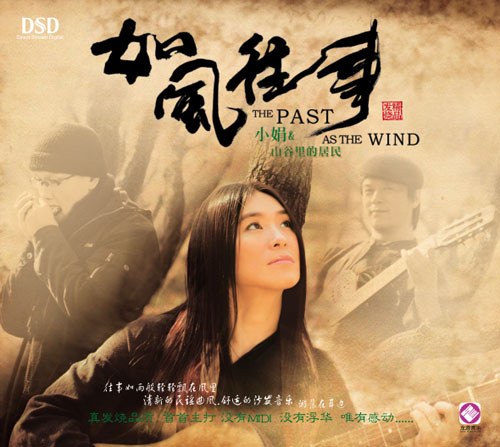 DSD
如风往事
THE PAST
AS THE WIND
小娟&
山谷里的居民
往事如雨般轻轻飘在风里
清新的民谣曲风,舒适的沙发音乐
真发烧品质 首首主打 没有MIDI 没有浮华 唯有感动......